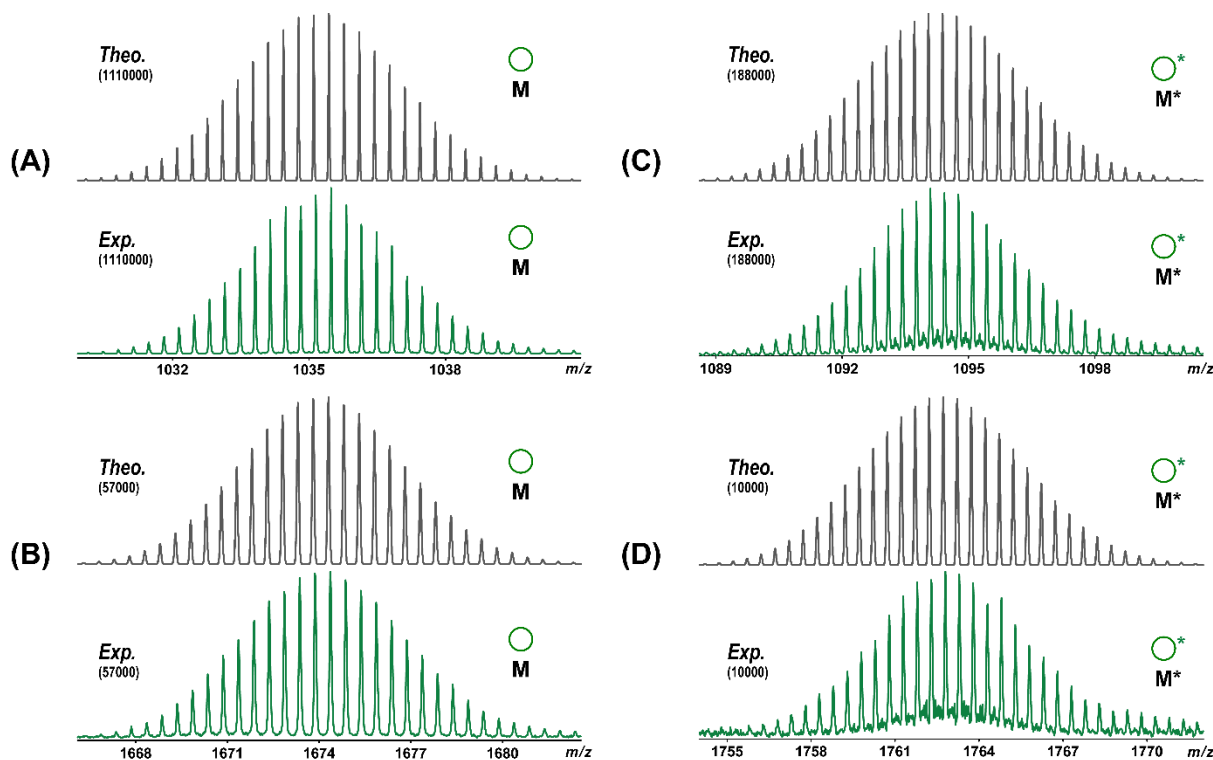 (A)
Theo.
(1110000)
M
Exp.
(1110000)
M
1032 1035 1038 m/z
(B)
Theo.
(57000)
M
Exp.
(57000)
M
1668 1671 1674 1677 1680 m/z
(C)
Theo.
(188000)
*
M*
Exp.
(188000)
*
M*
1089 1092 1095 1098 m/z
(D)
Theo.
(10000)
*
M*
Exp.
(10000)
*
M*
1755 1758 1761 1764 1767 1770 m/z